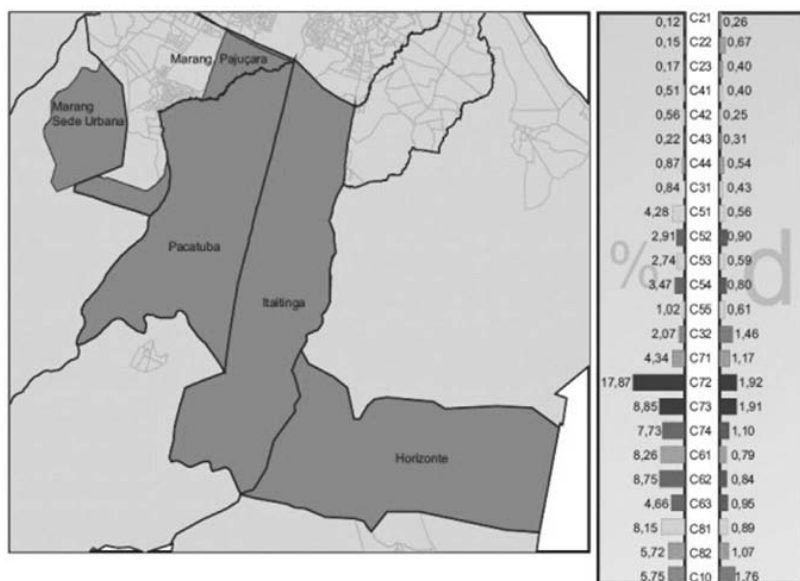 Marang Pajuçara
Marang
Sede Urbana
Pacatuba
Itaitinga
Horizonte
% d
0,12 C21 0,26
0,15 C22 0,67
0,17 C23 0,40
0,51 C41 0,40
0,56 C42 0,25
0,22 C43 0,31
0,87 C44 0,54
0,84 C31 0,43
4,28 C51 0,56
2,91 C52 0,90
2,74 C53 0,59
3,47 C54 0,80
1,02 C55 0,61
2,07 C32 1,46
4,34 C71 1,17
17,87 C72 1,92
8,85 C73 1,91
7,73 C74 1,10
8,26 C61 0,79
8,75 C62 0,84
4,66 C63 0,95
8,15 C81 0,89
5,72 C82 1,07
5,75 C10 1,76